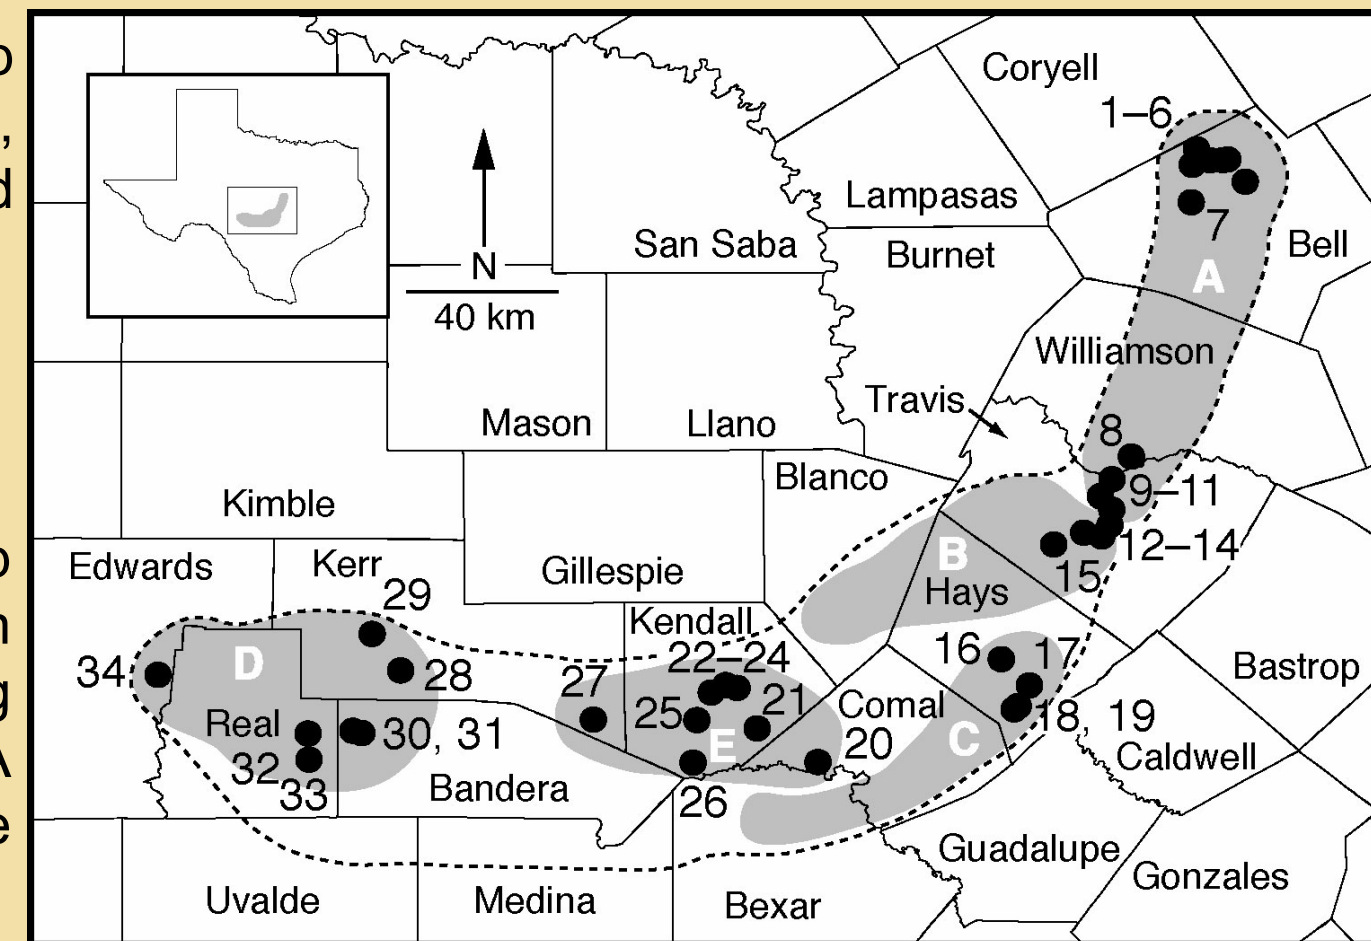 o
,
d
o
n
g
A
e
Coryell
1–6
Lampasas
San Saba
Burnet
7
Bell
A
N
40 km
Williamson
Travis
Mason
Llano
8
Blanco
9–11
Kimble
12–14
B
15
Edwards
Kerr
Gillespie
Hays
29
Kendall
22–24
16
17
34
D
28
27
Bastrop
25
21
Comal
Real
30, 31
E
C
18, 19
20
Caldwell
32
33
Bandera
26
Guadalupe
Gonzales
Uvalde
Medina
Bexar